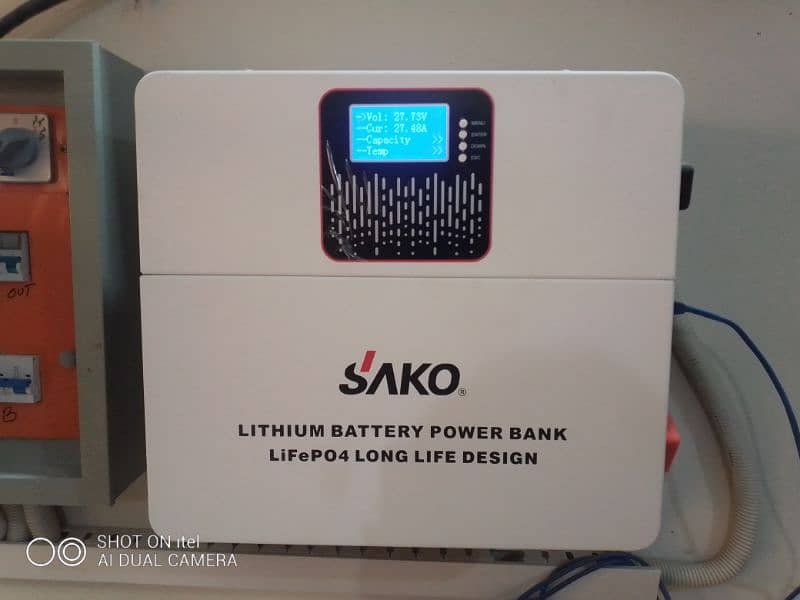 ->Vol: 27.73V
--Cur: 27.48A
--Capacity >>
--Temp >>
MENU
ENTER
DOWN
ESC
OUT
B
SAKO®
LITHIUM BATTERY POWER BANK
LiFePO4 LONG LIFE DESIGN
SHOT ON itel
AI DUAL CAMERA